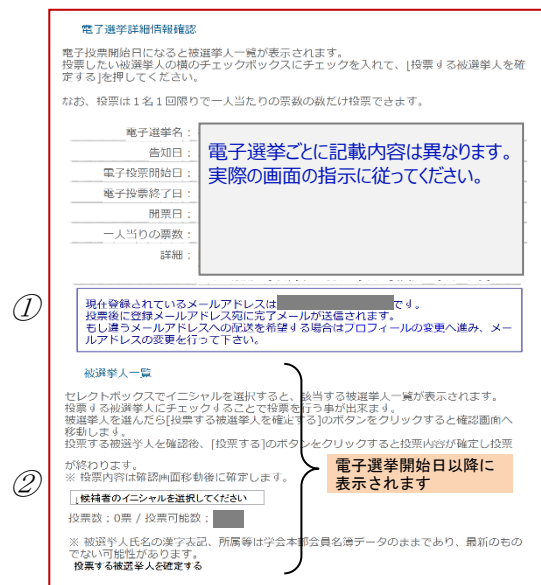 電子選挙詳細情報確認
電子投票開始日になると被選挙人一覧が表示されます。
投票したい被選挙人の横のチェックボックスにチェックを入れて、[投票する被選挙人を確
定する]を押してください。
なお、投票は１名１回限りで一人当たりの票数の数だけ投票できます。
電子選挙名：
告知日：
電子投票開始日：
電子投票終了日：
開票日：
一人当りの票数：
詳細：
電子選挙ごとに記載内容は異なります。
実際の画面の指示に従ってください。
①
現在登録されているメールアドレスは
です。
投票後に登録メールアドレス宛に完了メールが送信されます。
もし違うメールアドレスへの配送を希望する場合はプロフィールの変更へ進み、メー
ルアドレスの変更を行って下さい。
被選挙人一覧
セレクトボックスでイニシャルを選択すると、該当する被選挙人一覧が表示されます。
投票する被選挙人にチェックすることで投票を行う事が出来ます。
被選挙人を選んだら[投票する被選挙人を確定する]のボタンをクリックすると確認画面へ
移動します。
投票する被選挙人を確認後、[投票する]のボタンをクリックすると投票内容が確定し投票
が終わります。
※ 投票内容は確認画面移動後に確定します。
②
候補者のイニシャルを選択してください
投票数：0票 / 投票可能数：
※ 被選挙人氏名の漢字表記、所属等は学会本部会員名簿データのままであり、最新のもの
でない可能性があります。
投票する被選挙人を確定する
電子選挙開始日以降に
表示されます